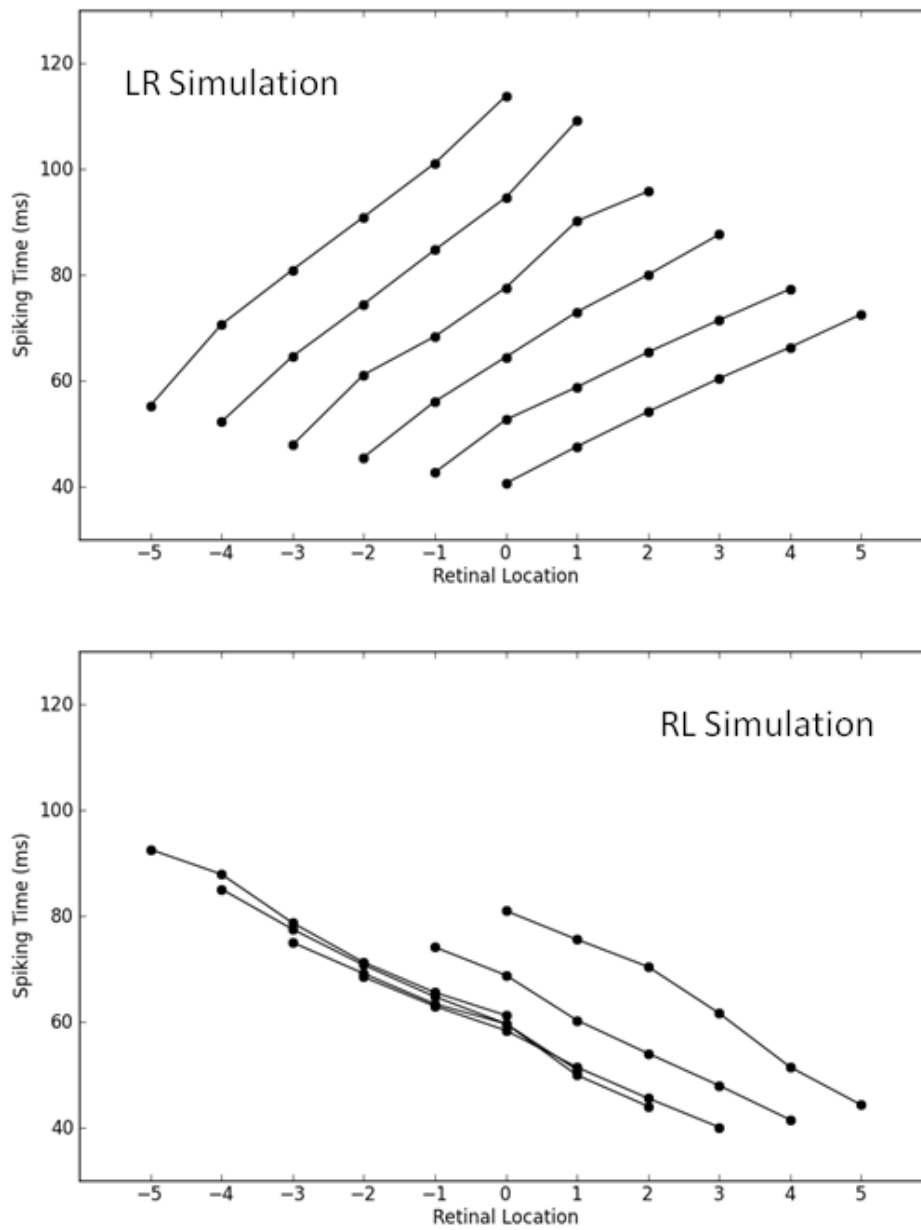 LR Simulation
120
100
80
60
40
Spiking Time (ms)
−5 −4 −3 −2 −1 0 1 2 3 4 5
Retinal Location
RL Simulation
120
100
80
60
40
Spiking Time (ms)
−5 −4 −3 −2 −1 0 1 2 3 4 5
Retinal Location